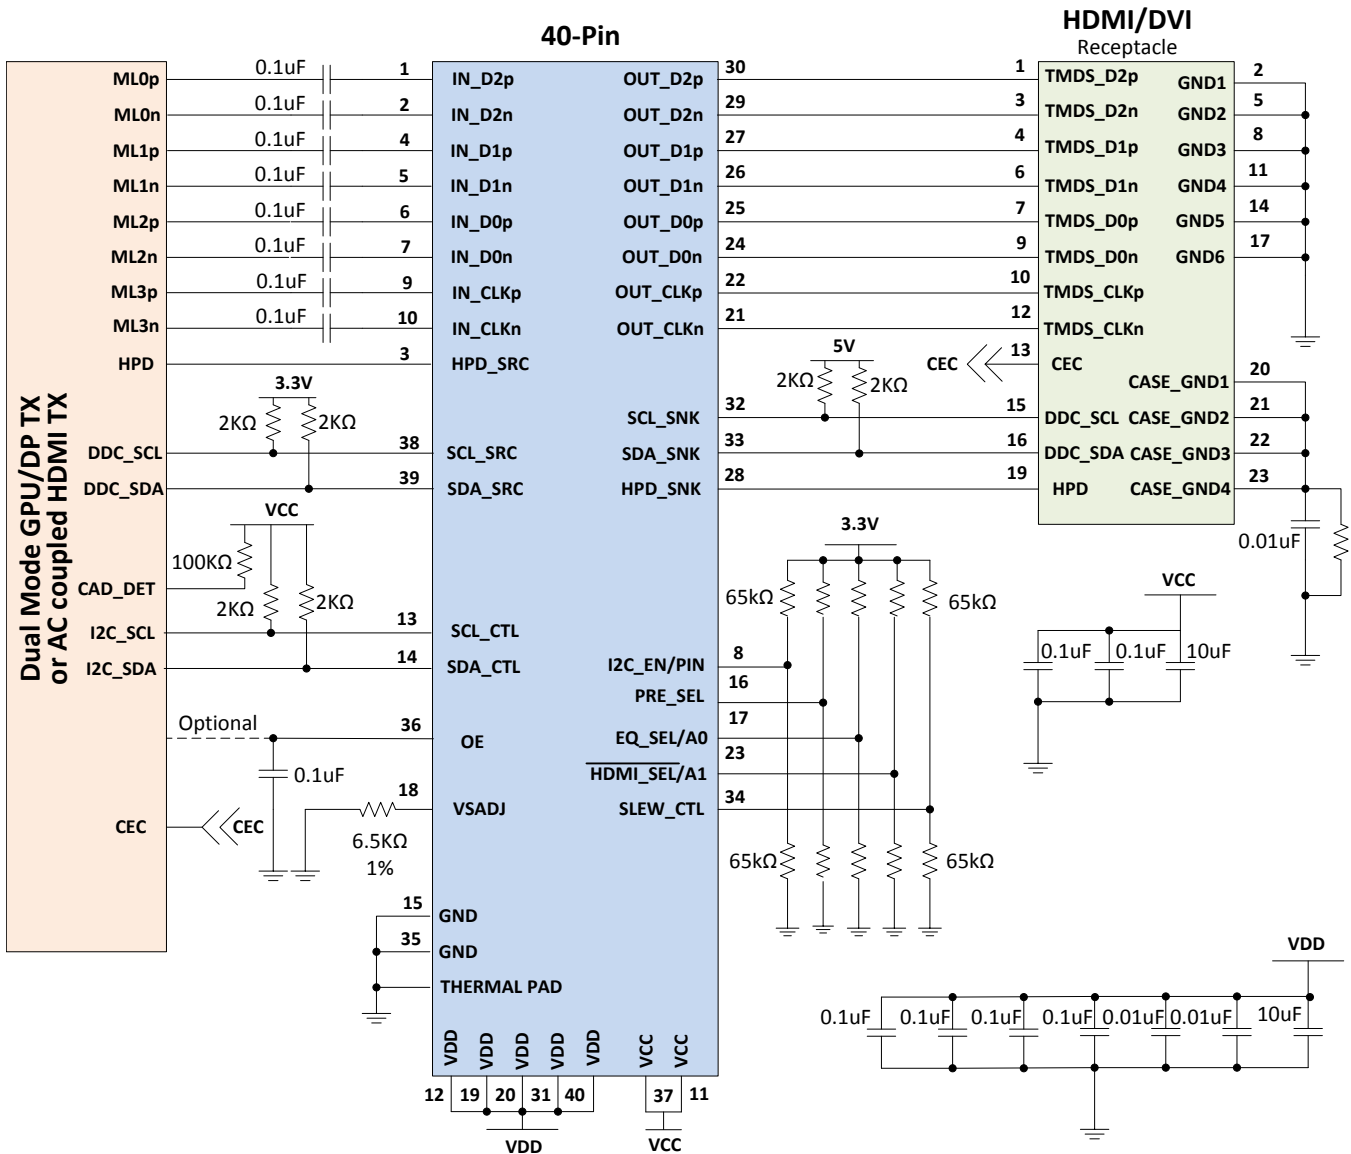 40-Pin
HDMI/DVI
Receptacle
Dual Mode GPU/DP TX
or AC coupled HDMI TX
ML0p 0.1uF 1 IN_D2p OUT_D2p 30 1 TMDS_D2p GND1 2
ML0n 0.1uF 2 IN_D2n OUT_D2n 29 3 TMDS_D2n GND2 5
ML1p 0.1uF 4 IN_D1p OUT_D1p 27 4 TMDS_D1p GND3 8
ML1n 0.1uF 5 IN_D1n OUT_D1n 26 6 TMDS_D1n GND4 11
ML2p 0.1uF 6 IN_D0p OUT_D0p 25 7 TMDS_D0p GND5 14
ML2n 0.1uF 7 IN_D0n OUT_D0n 24 9 TMDS_D0n GND6 17
ML3p 0.1uF 9 IN_CLKp OUT_CLKp 22 10 TMDS_CLKp
ML3n 0.1uF 10 IN_CLKn OUT_CLKn 21 12 TMDS_CLKn
HPD 3 HPD_SRC 5V CEC 13 CEC
3.3V 2KΩ 2KΩ CASE_GND1 20
2KΩ 2KΩ SCL_SNK 32 15 DDC_SCL CASE_GND2 21
DDC_SCL 38 SCL_SRC SDA_SNK 33 16 DDC_SDA CASE_GND3 22
DDC_SDA 39 SDA_SRC HPD_SNK 28 19 HPD CASE_GND4 23
VCC 3.3V 0.01uF
100KΩ
CAD_DET 2KΩ 2KΩ 65kΩ 65kΩ VCC
I2C_SCL 13 SCL_CTL
I2C_SDA 14 SDA_CTL I2C_EN/PIN 8 0.1uF 0.1uF 10uF
PRE_SEL 16
Optional 36 OE EQ_SEL/A0 17
0.1uF HDMI_SEL/A1 23
18 VSADJ SLEW_CTL 34
CEC CEC 6.5KΩ
1%
65kΩ 65kΩ
15 GND
35 GND
THERMAL PAD
VDD
0.1uF 0.1uF 0.1uF 0.1uF 0.01uF 0.01uF 10uF
VDD VDD VDD VDD VDD VCC VCC
12 19 20 31 40 37 11
VDD VCC